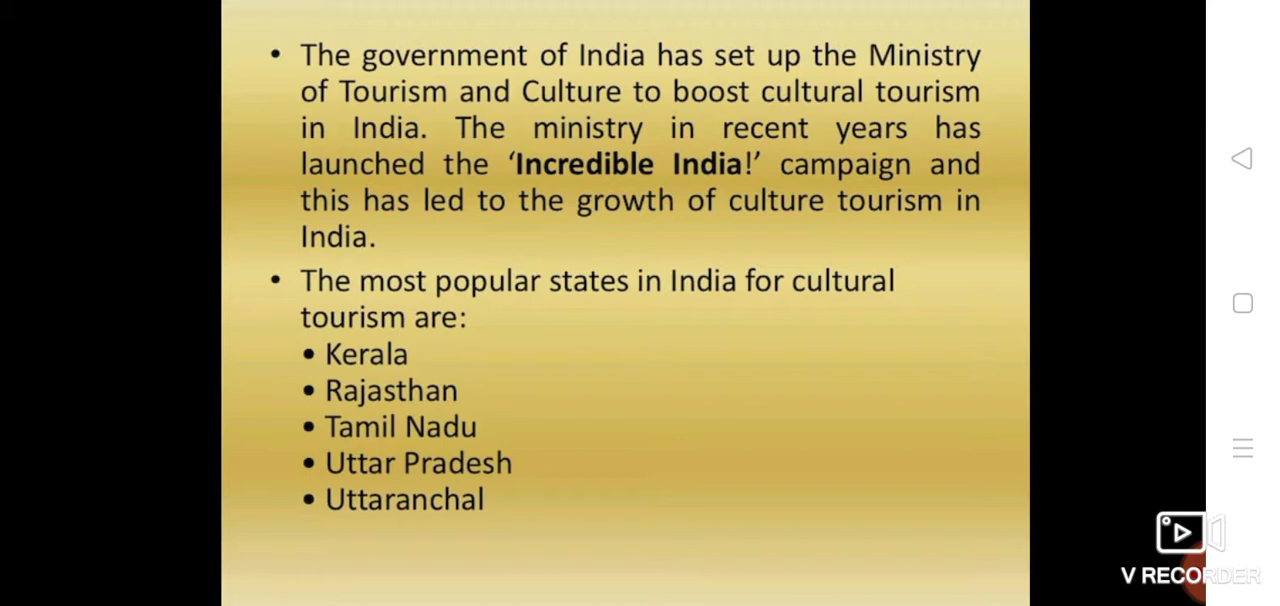 • The government of India has set up the Ministry
of Tourism and Culture to boost cultural tourism
in India. The ministry in recent years has
launched the ‘Incredible India!’ campaign and
this has led to the growth of culture tourism in
India.
• The most popular states in India for cultural
tourism are:
• Kerala
• Rajasthan
• Tamil Nadu
• Uttar Pradesh
• Uttaranchal
V RECORDER